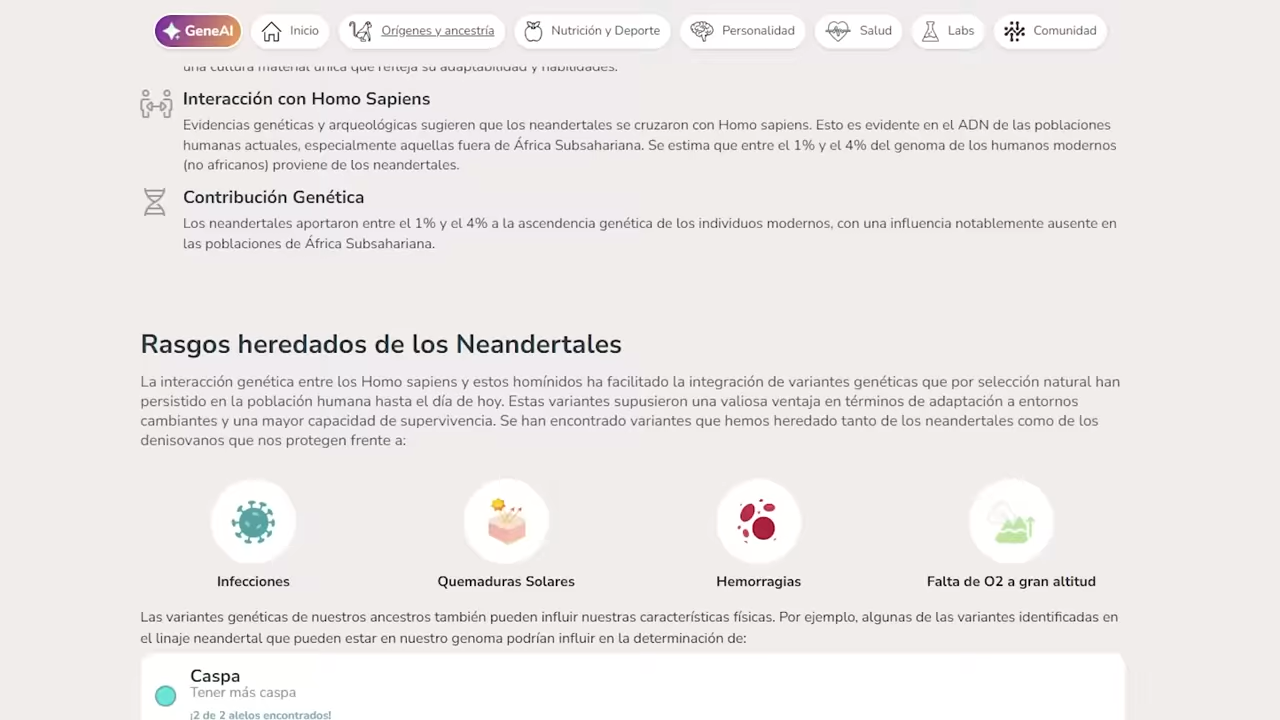 GeneAI
Inicio
Orígenes y ancestría
Nutrición y Deporte
Personalidad
Salud
Labs
Comunidad
una cultura material única que refleja su adaptabilidad y habilidades.
Interacción con Homo Sapiens
Evidencias genéticas y arqueológicas sugieren que los neandertales se cruzaron con Homo sapiens. Esto es evidente en el ADN de las poblaciones
humanas actuales, especialmente aquellas fuera de África Subsahariana. Se estima que entre el 1% y el 4% del genoma de los humanos modernos
(no africanos) proviene de los neandertales.
Contribución Genética
Los neandertales aportaron entre el 1% y el 4% a la ascendencia genética de los individuos modernos, con una influencia notablemente ausente en
las poblaciones de África Subsahariana.
Rasgos heredados de los Neandertales
La interacción genética entre los Homo sapiens y estos homínidos ha facilitado la integración de variantes genéticas que por selección natural han
persistido en la población humana hasta el día de hoy. Estas variantes supusieron una valiosa ventaja en términos de adaptación a entornos
cambiantes y una mayor capacidad de supervivencia. Se han encontrado variantes que hemos heredado tanto de los neandertales como de los
denisovanos que nos protegen frente a:
Infecciones
Quemaduras Solares
Hemorragias
Falta de O2 a gran altitud
Las variantes genéticas de nuestros ancestros también pueden influir nuestras características físicas. Por ejemplo, algunas de las variantes identificadas en
el linaje neandertal que pueden estar en nuestro genoma podrían influir en la determinación de:
Caspa
Tener más caspa
¡2 de 2 alelos encontrados!